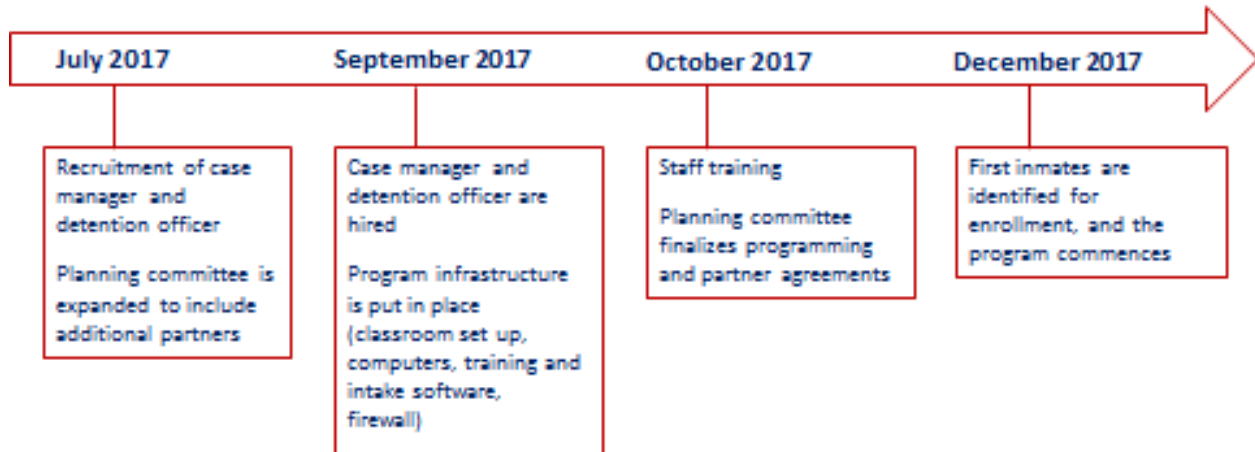 July 2017
September 2017
October 2017
December 2017
Recruitment of case
manager and
detention officer
Planning committee is
expanded to include
additional partners
Case manager and
detention officer are
hired
Program infrastructure
is put in place
(classroom set up,
computers, training and
intake software,
firewall)
Staff training
Planning committee
finalizes programming
and partner agreements
First inmates are
identified for
enrollment, and the
program commences